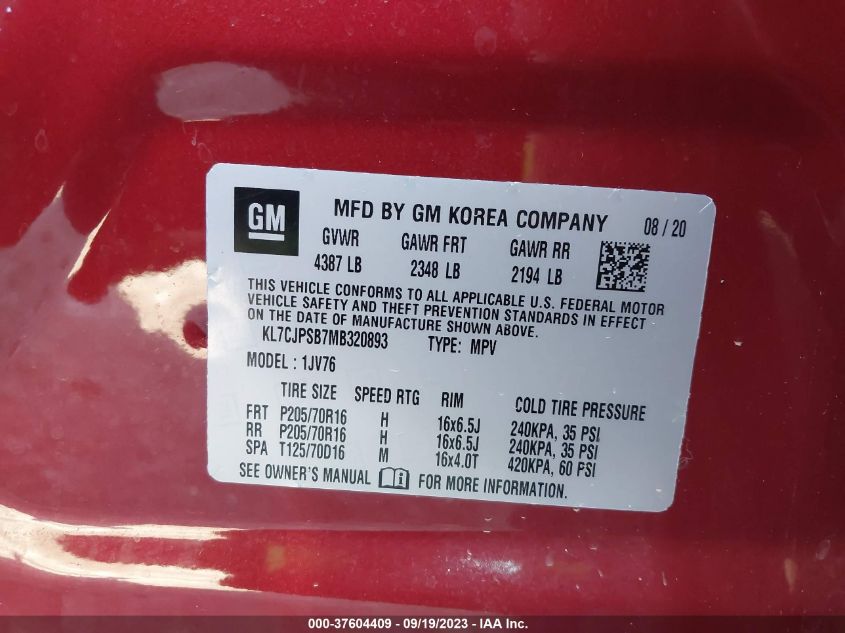 GM MFD BY GM KOREA COMPANY 08 / 20
GVWR GAWR FRT GAWR RR
4387 LB 2348 LB 2194 LB
THIS VEHICLE CONFORMS TO ALL APPLICABLE U.S. FEDERAL MOTOR
VEHICLE SAFETY AND THEFT PREVENTION STANDARDS IN EFFECT
ON THE DATE OF MANUFACTURE SHOWN ABOVE.
KL7CJPSB7MB320893 TYPE: MPV
MODEL : 1JV76
TIRE SIZE SPEED RTG RIM COLD TIRE PRESSURE
FRT P205/70R16 H 16x6.5J 240KPA, 35 PSI
RR P205/70R16 H 16x6.5J 240KPA, 35 PSI
SPA T125/70D16 M 16x4.0T 420KPA, 60 PSI
SEE OWNER'S MANUAL FOR MORE INFORMATION.
000-37604409 - 09/19/2023 - IAA Inc.